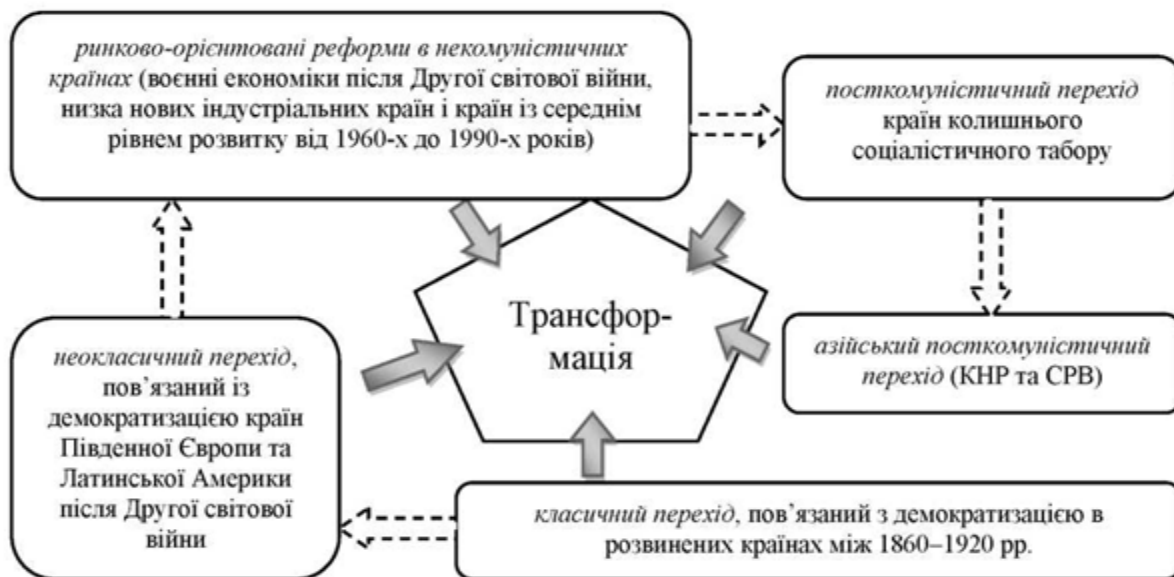 ринково-орієнтовані реформи в некомуністичних
країнах (воєнні економіки після Другої світової війни,
низка нових індустріальних країн і країн із середнім
рівнем розвитку від 1960-х до 1990-х років)
посткомуністичний перехід
країн колишнього
соціалістичного табору
Трансфор-
мація
азійський посткомуністичний
перехід (КНР та СРВ)
неокласичний перехід,
пов’язаний із
демократизацією країн
Південної Європи та
Латинської Америки
після Другої світової
війни
класичний перехід, пов’язаний з демократизацією в
розвинених країнах між 1860–1920 рр.